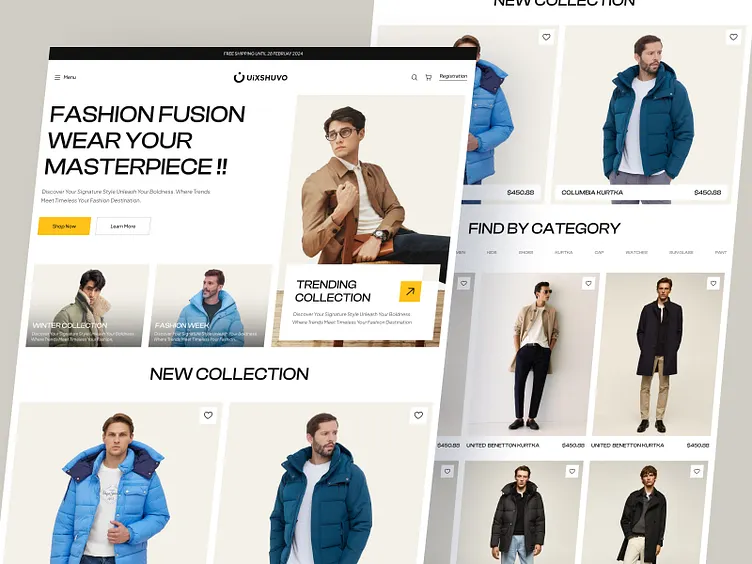 FREE SHIPPING UNTIL 28 FEBRUAY 2024
Menu
UiXSHUVO
Registration
FASHION FUSION
WEAR YOUR
MASTERPIECE !!
Discover Your Signature Style Unleash Your Boldness. Where Trends
Meet Timeless Your Fashion Destination.
Shop Now
Learn More
WINTER COLLECTION
Discover Your Signature Style Unleash Your Boldness.
Where Trends Meet Timeless Your Fashion.
FASHION WEEK
Discover Your Signature Style Unleash Your Boldness.
Where Trends Meet Timeless Your Fashion.
TRENDING
COLLECTION
Discover Your Signature Style Unleash Your Boldness.
Where Trends Meet Timeless Your Fashion Destination
NEW COLLECTION
NEW COLLECTION
$450.88
COLUMBIA KURTKA
$450.88
FIND BY CATEGORY
MEN
KIDS
SHOES
KURTKA
CAP
WATCHES
SUNGLASS
PANT
$450.88
UNITED BENETTON KURTKA
$450.88
UNITED BENETTON KURTKA
$450.88